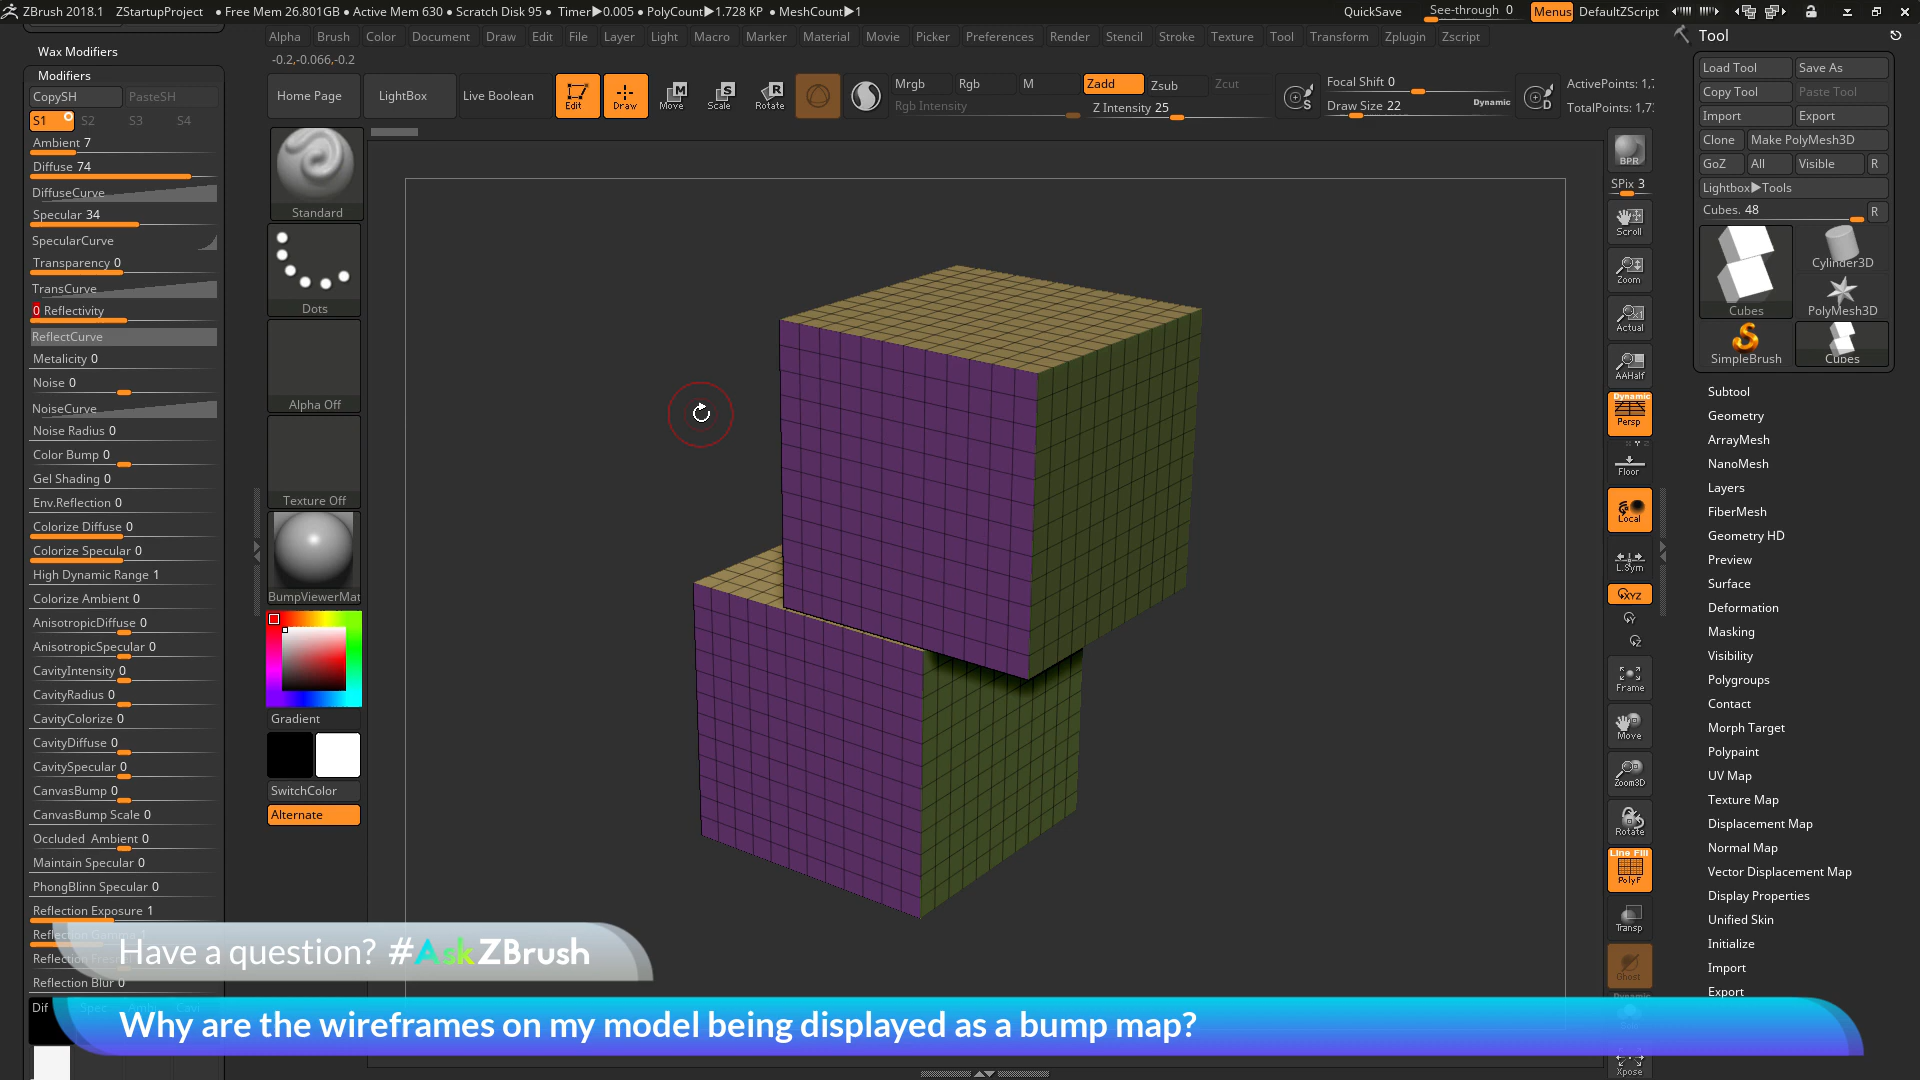 ZBrush 2018.1 ZStartupProject • Free Mem 26.801GB • Active Mem 630 • Scratch Disk 95 • Timer▶0.005 • PolyCount▶1.728 KP • MeshCount▶1 QuickSave See-through 0 Menus DefaultZScript
Alpha Brush Color Document Draw Edit File Layer Light Macro Marker Material Movie Picker Preferences Render Stencil Stroke Texture Tool Transform Zplugin Zscript
-0.2,-0.066,-0.2
Home Page LightBox Live Boolean Edit Draw Move Scale Rotate Mrgb Rgb M Zadd Zsub Zcut Focal Shift 0 ActivePoints: 1,7
Rgb Intensity Z Intensity 25 Draw Size 22 Dynamic TotalPoints: 1,7
S D
Wax Modifiers
Modifiers
CopySH PasteSH
S1 S2 S3 S4
Ambient 7
Diffuse 74
DiffuseCurve
Specular 34
SpecularCurve
Transparency 0
TransCurve
0 Reflectivity
ReflectCurve
Metalicity 0
Noise 0
NoiseCurve
Noise Radius 0
Color Bump 0
Gel Shading 0
Env.Reflection 0
Colorize Diffuse 0
Colorize Specular 0
High Dynamic Range 1
Colorize Ambient 0
AnisotropicDiffuse 0
AnisotropicSpecular 0
CavityIntensity 0
CavityRadius 0
CavityColorize 0
CavityDiffuse 0
CavitySpecular 0
CanvasBump 0
CanvasBump Scale 0
Occluded Ambient 0
Maintain Specular 0
PhongBlinn Specular 0
Reflection Exposure 1
Reflection Gamma 1
Reflection
Reflection Blur 0
Dif Spec
Standard
Dots
Alpha Off
Texture Off
BumpViewerMat
Gradient
SwitchColor
Alternate
BPR
SPix 3
Scroll
Zoom
Actual
AAHalf
Dynamic
Persp
Floor
Local
L.Sym
XYZ
Y
Z
Frame
Move
Zoom3D
Rotate
Line Fill
PolyF
Transp
Ghost
Dynamic
Xpose
Tool
Load Tool Save As
Copy Tool Paste Tool
Import Export
Clone Make PolyMesh3D
GoZ All Visible R
Lightbox▶Tools
Cubes. 48 R
Cubes Cylinder3D
PolyMesh3D
SimpleBrush Cubes
Subtool
Geometry
ArrayMesh
NanoMesh
Layers
FiberMesh
Geometry HD
Preview
Surface
Deformation
Masking
Visibility
Polygroups
Contact
Morph Target
Polypaint
UV Map
Texture Map
Displacement Map
Normal Map
Vector Displacement Map
Display Properties
Unified Skin
Initialize
Import
Export
Have a question? #AskZBrush
Why are the wireframes on my model being displayed as a bump map?